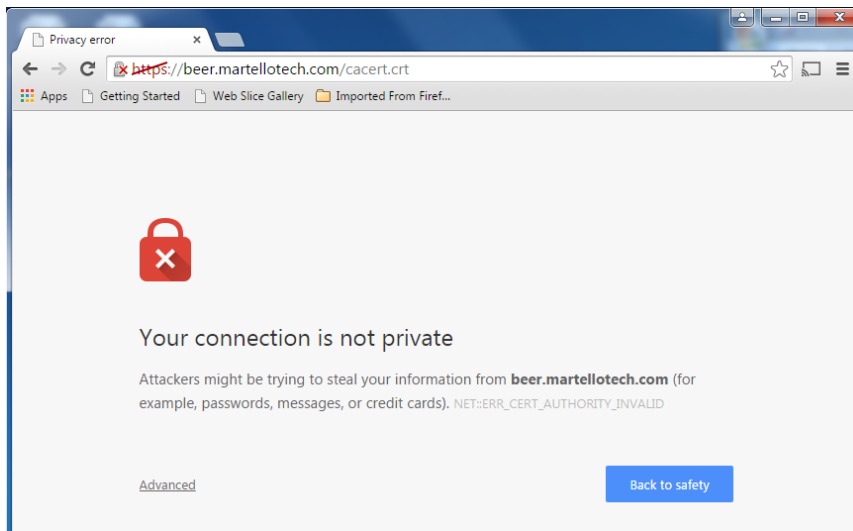 Privacy error
https://beer.martellotech.com/cacert.crt
Apps Getting Started Web Slice Gallery Imported From Firef...
Your connection is not private
Attackers might be trying to steal your information from beer.martellotech.com (for
example, passwords, messages, or credit cards). NET::ERR_CERT_AUTHORITY_INVALID
Advanced Back to safety